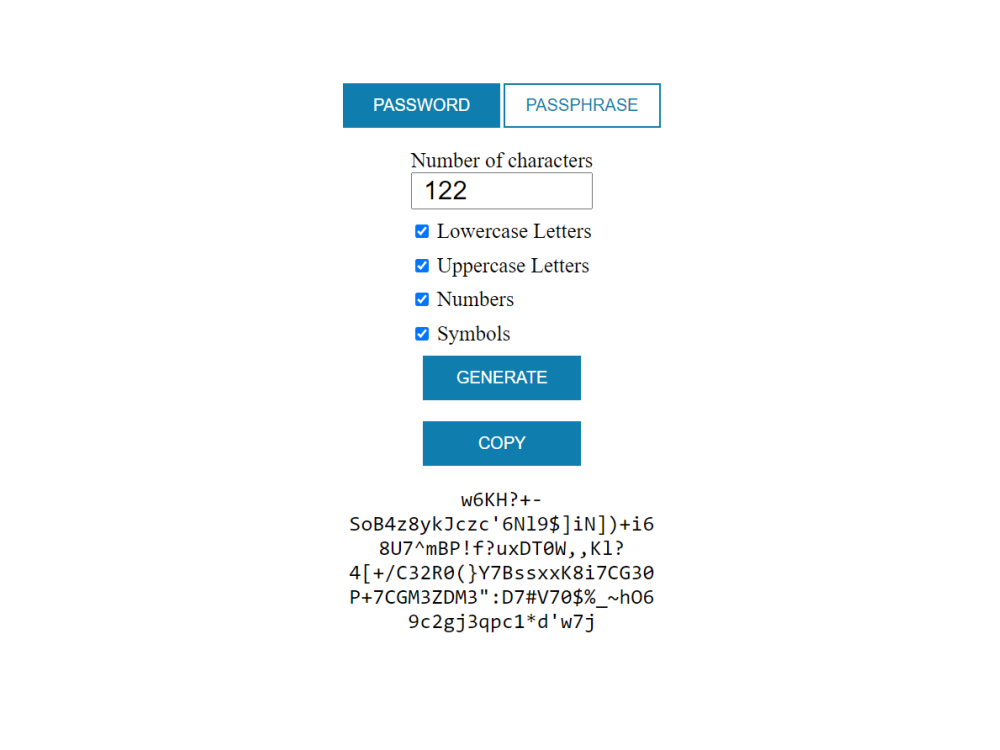 PASSWORD PASSPHRASE
Number of characters
122
Lowercase Letters
Uppercase Letters
Numbers
Symbols
GENERATE
COPY
w6KH?+-
SoB4z8ykJczc'6Nl9$]iN])+i6
8U7^mBP!f?uxDT0W,,Kl?
4[+/C32R0(}Y7BssxxK8i7CG30
P+7CGM3ZDM3":D7#V70$%_~hO6
9c2gj3qpc1*d'w7j